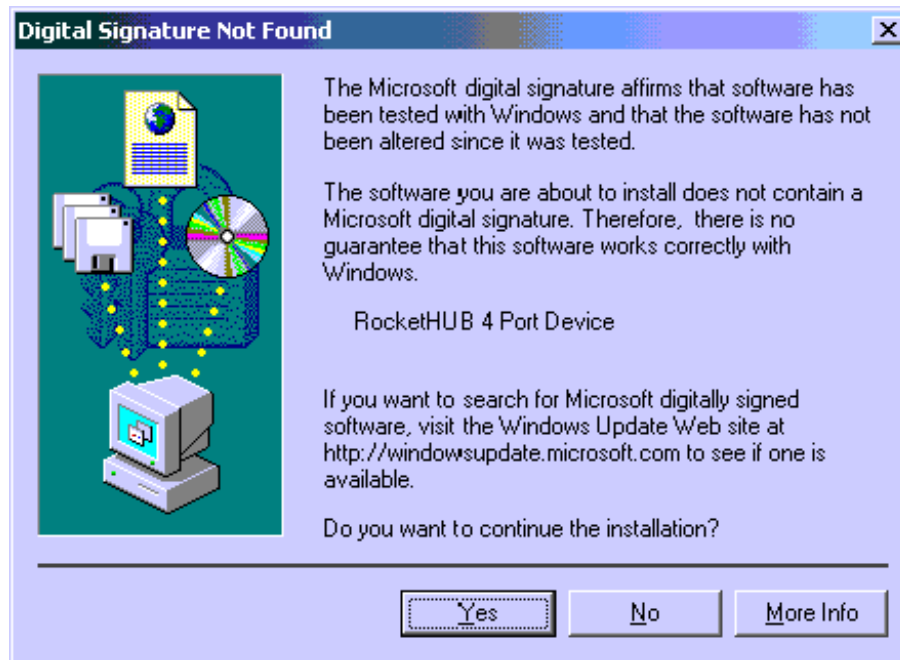 Digital Signature Not Found
The Microsoft digital signature affirms that software has
been tested with Windows and that the software has not
been altered since it was tested.
The software you are about to install does not contain a
Microsoft digital signature. Therefore,  there is no
guarantee that this software works correctly with
Windows.
RocketHUB 4 Port Device
If you want to search for Microsoft digitally signed
software, visit the Windows Update Web site at
http://windowsupdate.microsoft.com to see if one is
available.
Do you want to continue the installation?
Yes No More Info